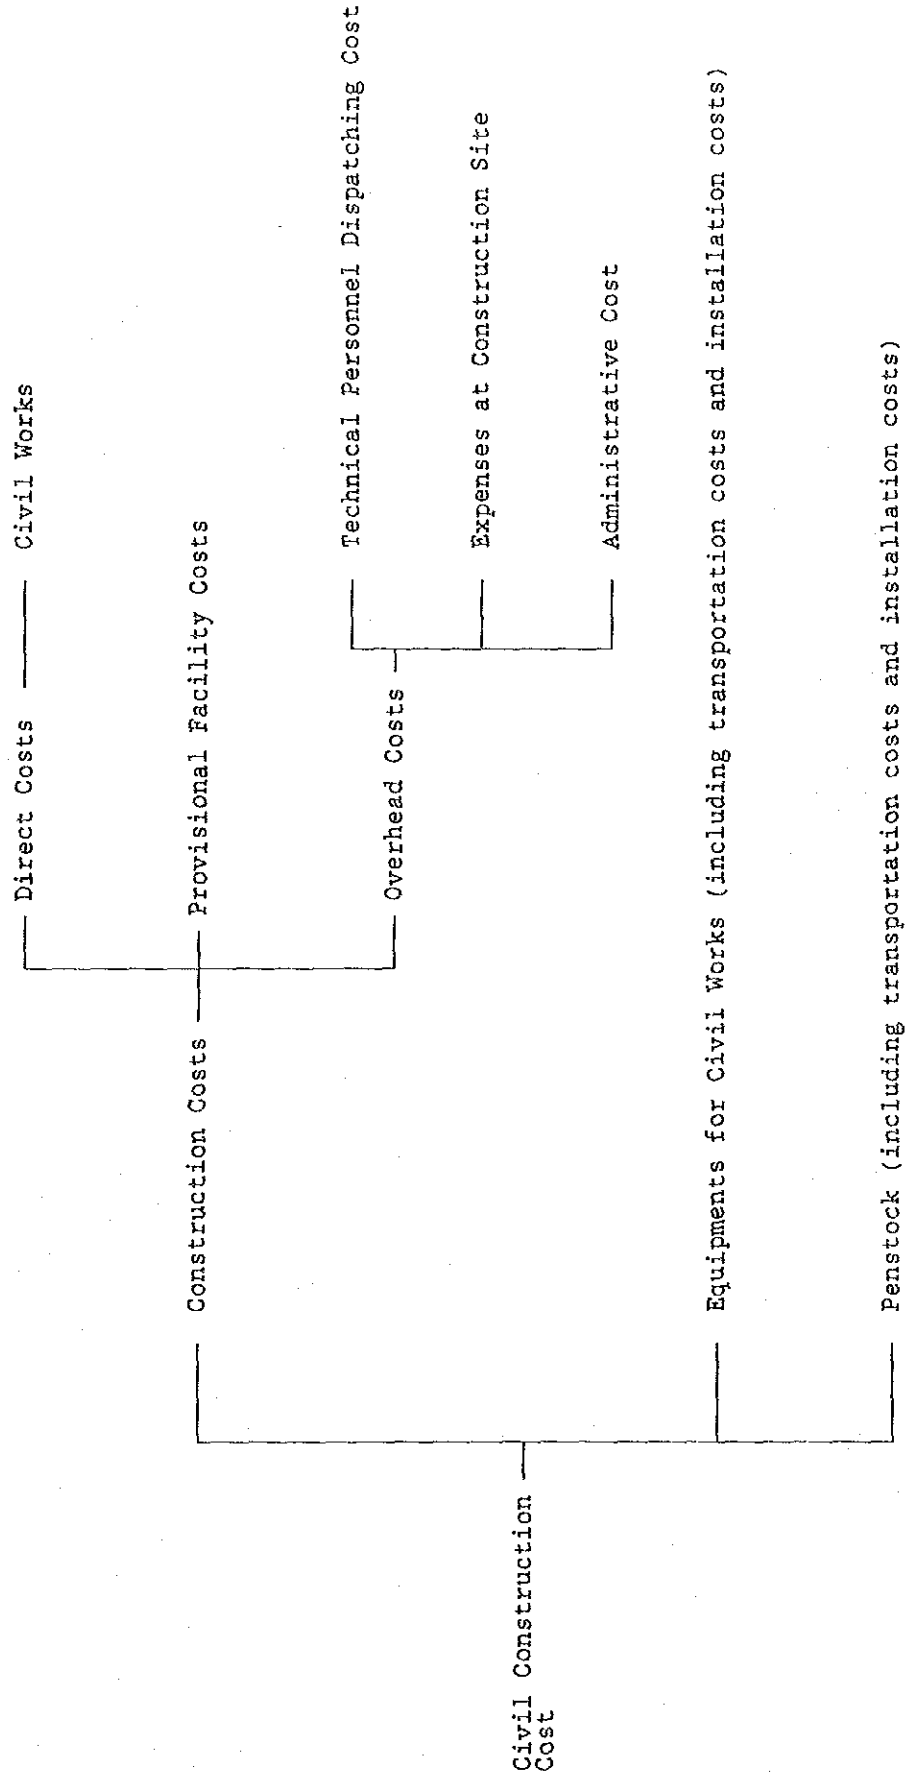 Civil Construction
Cost
Construction Costs
Direct Costs
Civil Works
Provisional Facility Costs
Overhead Costs
Technical Personnel Dispatching Cost
Expenses at Construction Site
Administrative Cost
Equipments for Civil Works (including transportation costs and installation costs)
Penstock (including transportation costs and installation costs)